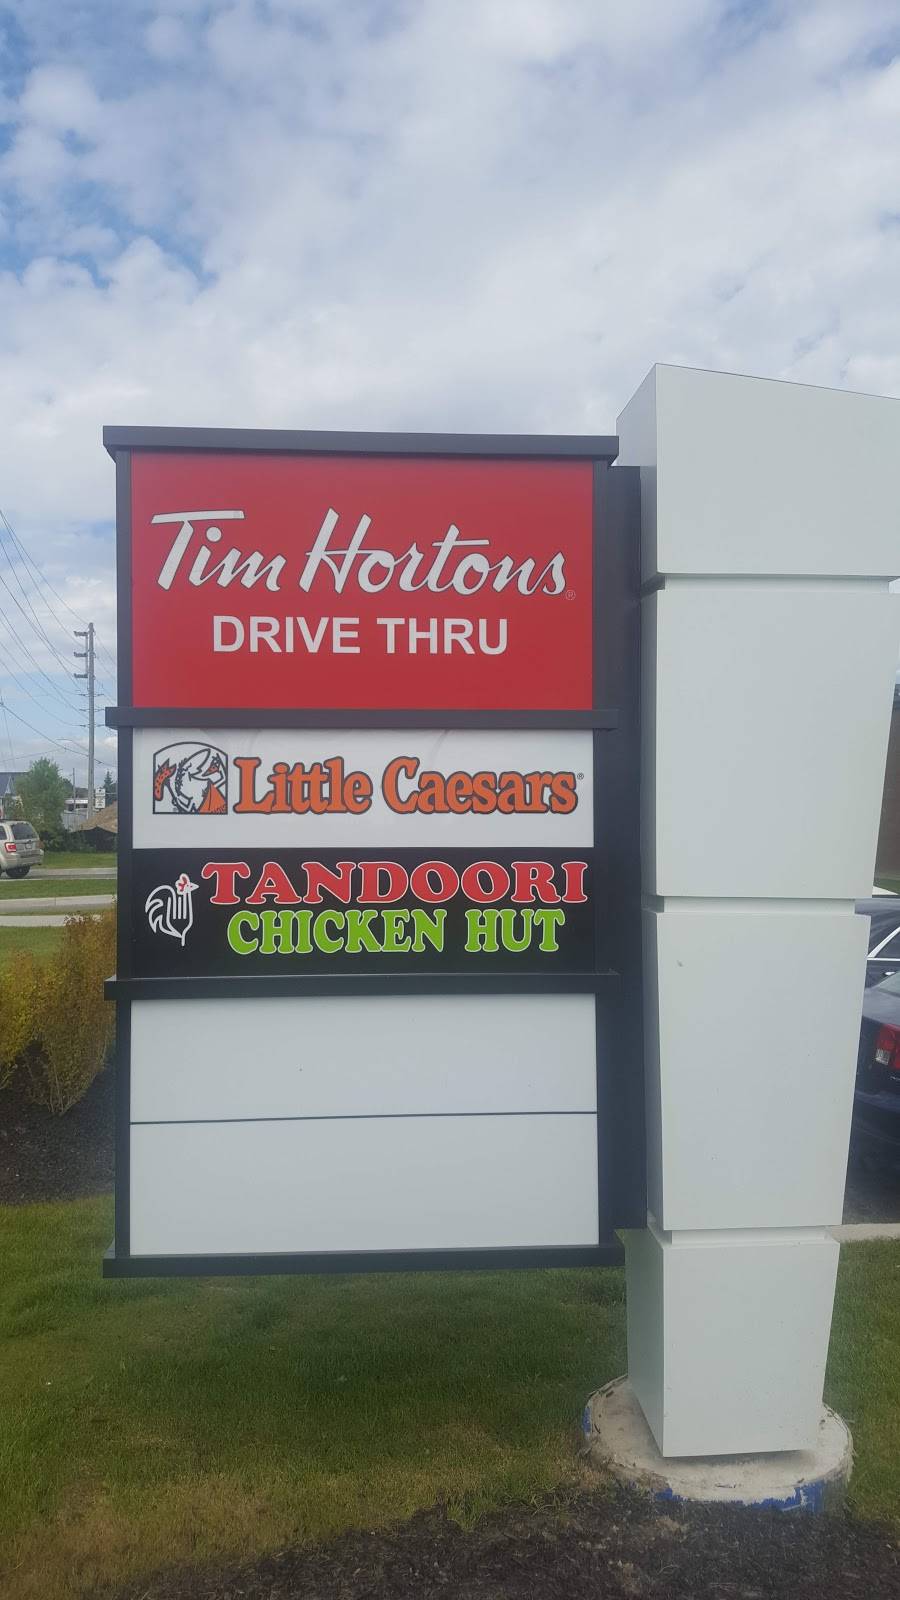 Tim Hortons®
DRIVE THRU
Little Caesars®
TANDOORI
CHICKEN HUT